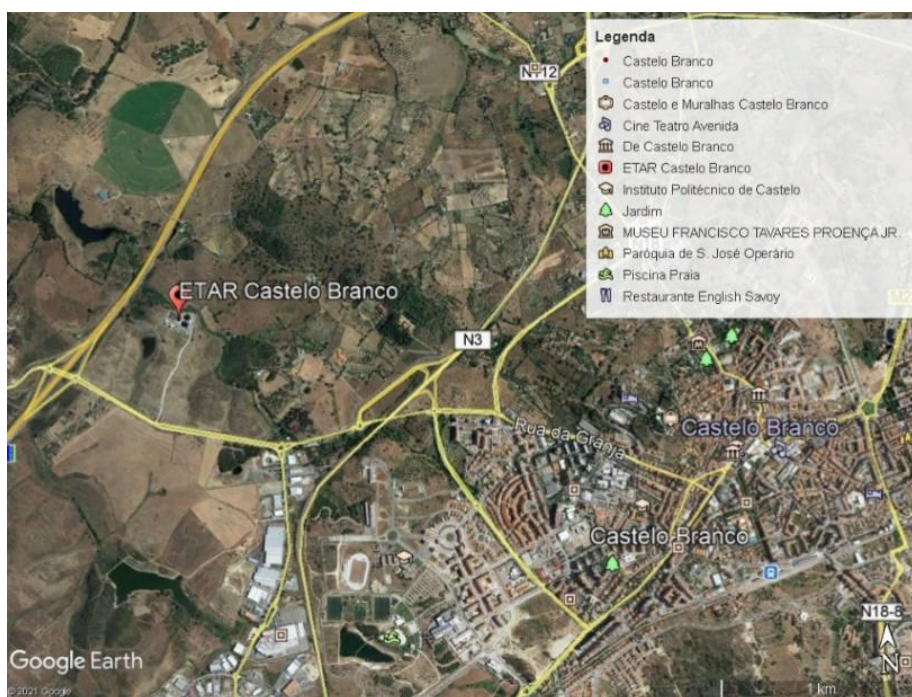 Legenda
Castelo Branco
Castelo Branco
Castelo e Muralhas Castelo Branco
Cine Teatro Avenida
De Castelo Branco
ETAR Castelo Branco
Instituto Politécnico de Castelo
Jardim
MUSEU FRANCISCO TAVARES PROENÇA JR.
Paróquia de S. José Operário
Piscina Praia
Restaurante English Savoy
N112
ETAR Castelo Branco
N3
Rua da Granja
Castelo Branco
Castelo Branco
N18-8
N
Google Earth
© 2021 Google
1 km